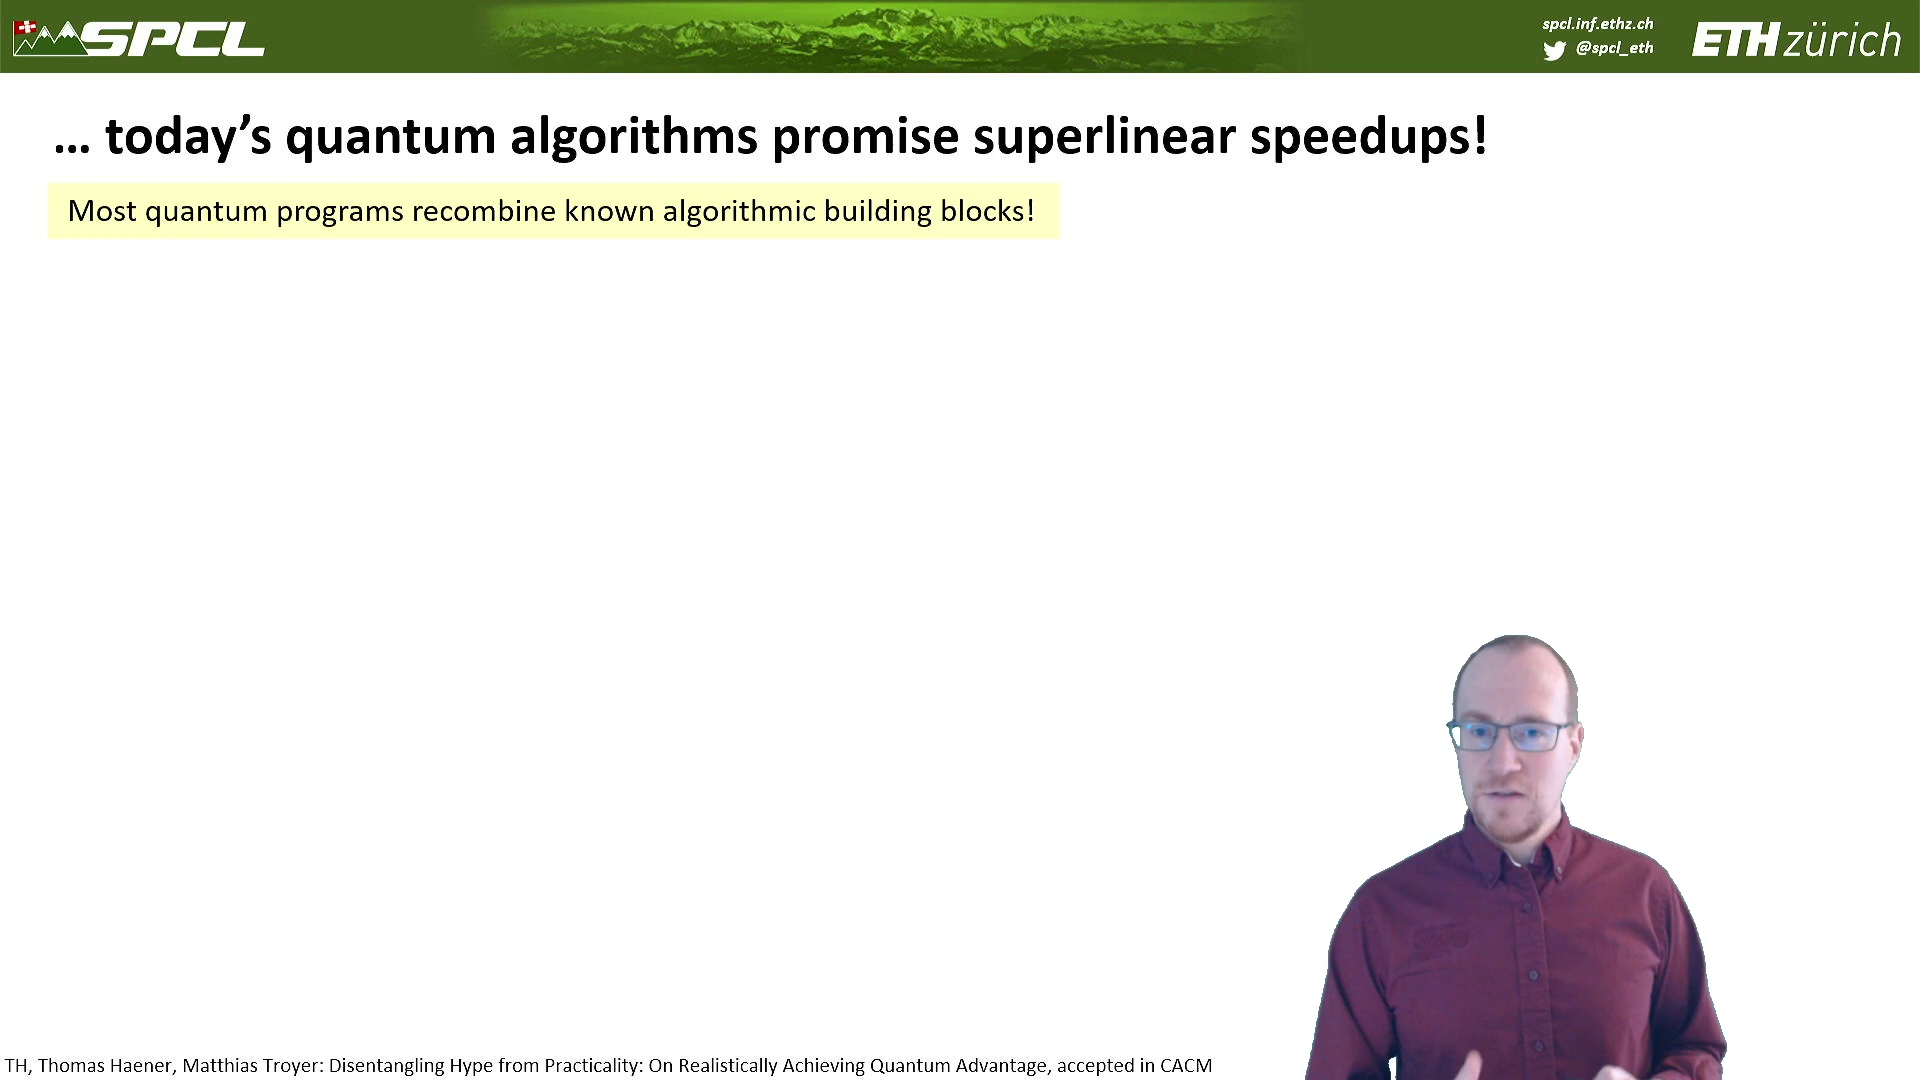 SPCL
spcl.inf.ethz.ch
@spcl_eth
ETH zürich
... today’s quantum algorithms promise superlinear speedups!
Most quantum programs recombine known algorithmic building blocks!
TH, Thomas Haener, Matthias Troyer: Disentangling Hype from Practicality: On Realistically Achieving Quantum Advantage, accepted in CACM